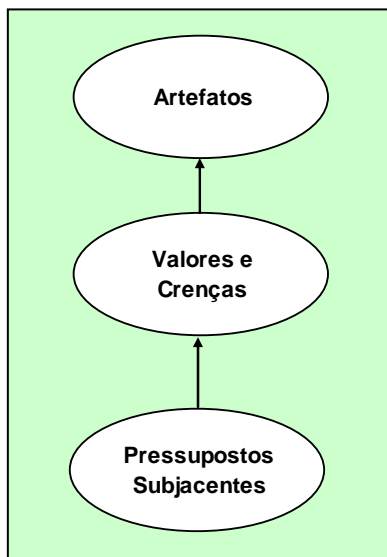 Artefatos
Valores e
Crenças
Pressupostos
Subjacentes